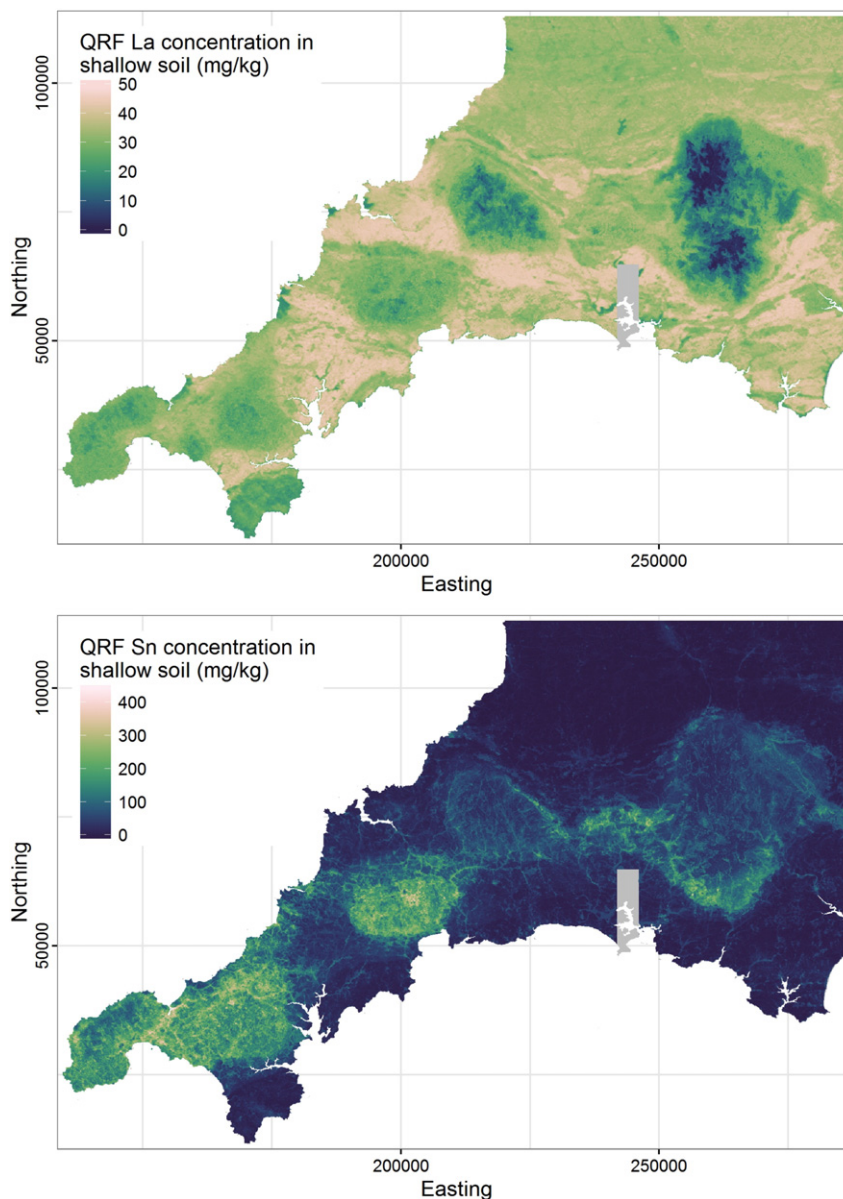 QRF La concentration in
shallow soil (mg/kg)
50
40
30
20
10
0
100000
50000
Northing
200000
250000
Easting
QRF Sn concentration in
shallow soil (mg/kg)
400
300
200
100
0
100000
50000
Northing
200000
250000
Easting